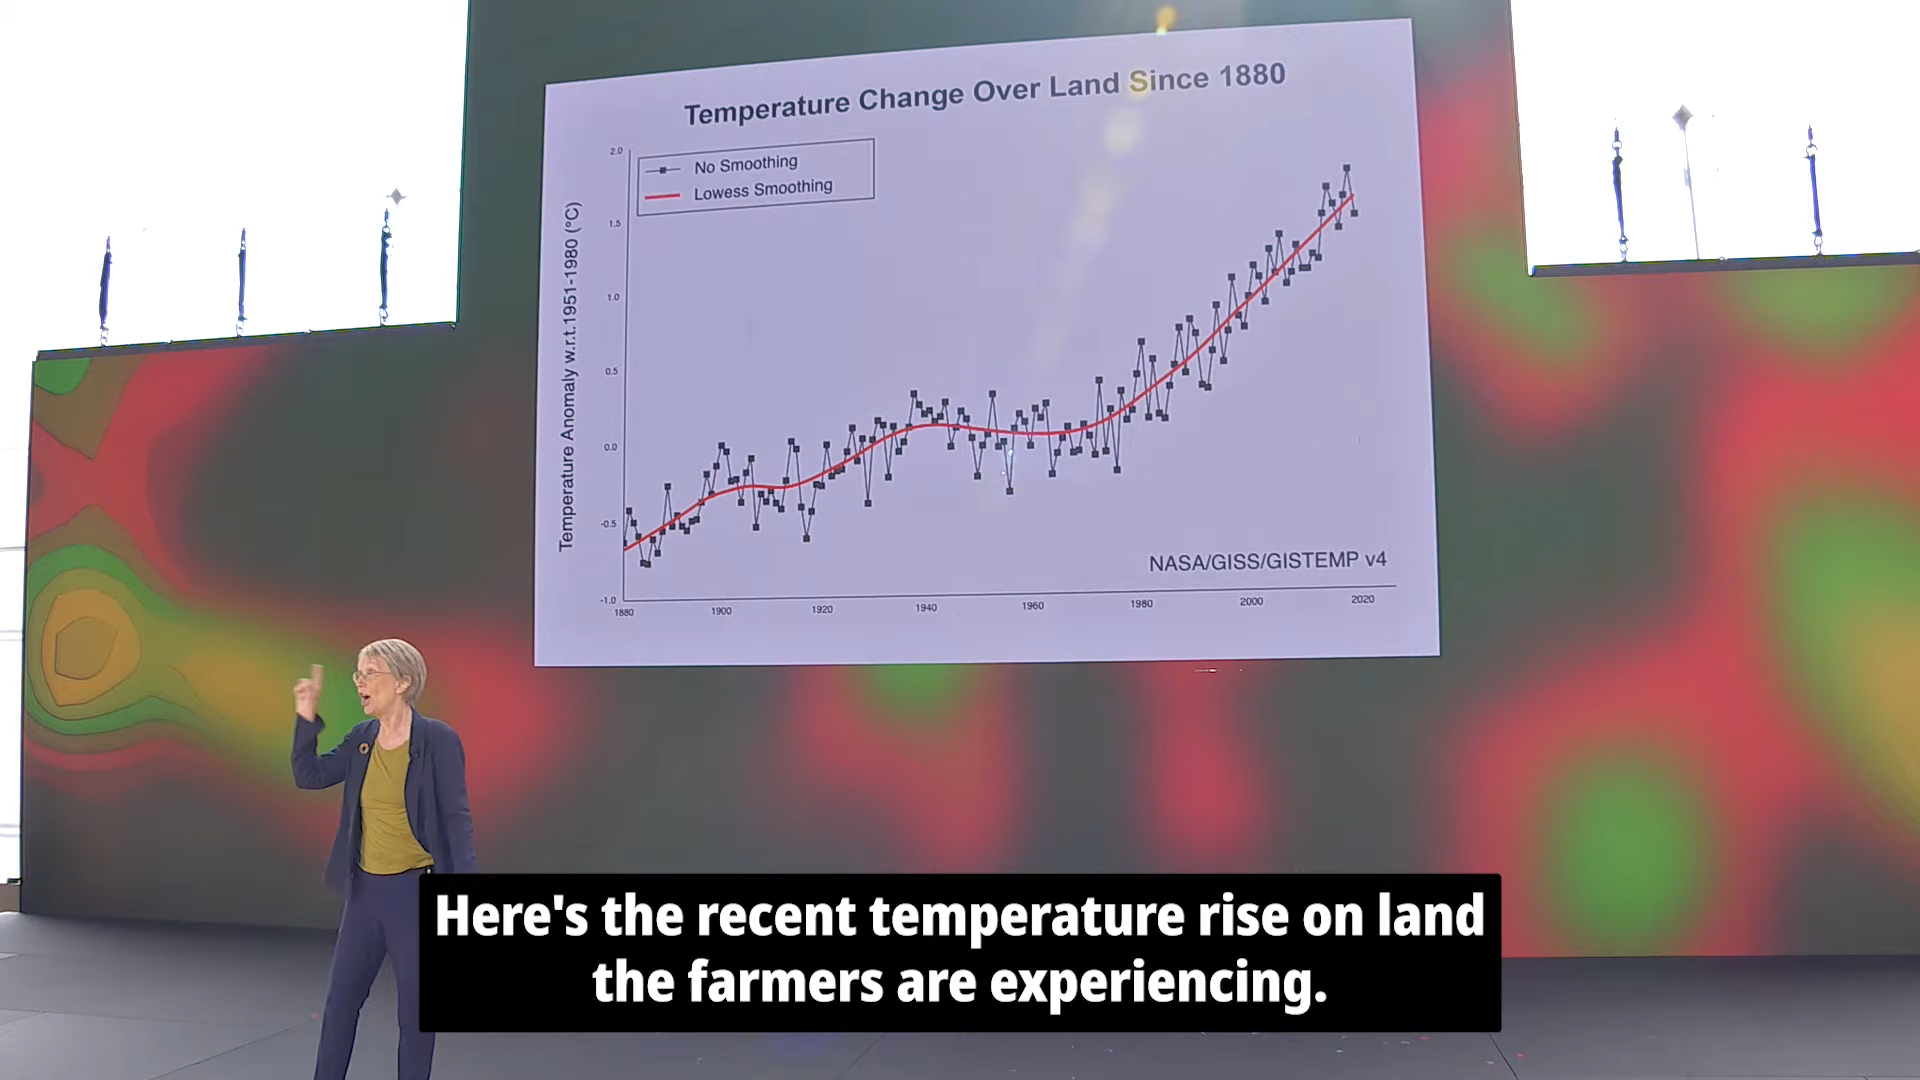 Temperature Change Over Land Since 1880
2.0
No Smoothing
Lowess Smoothing
1.5
1.0
0.5
0.0
-0.5
-1.0
Temperature Anomaly w.r.t.1951-1980 (°C)
NASA/GISS/GISTEMP v4
1880 1900 1920 1940 1960 1980 2000 2020
Here's the recent temperature rise on land
the farmers are experiencing.